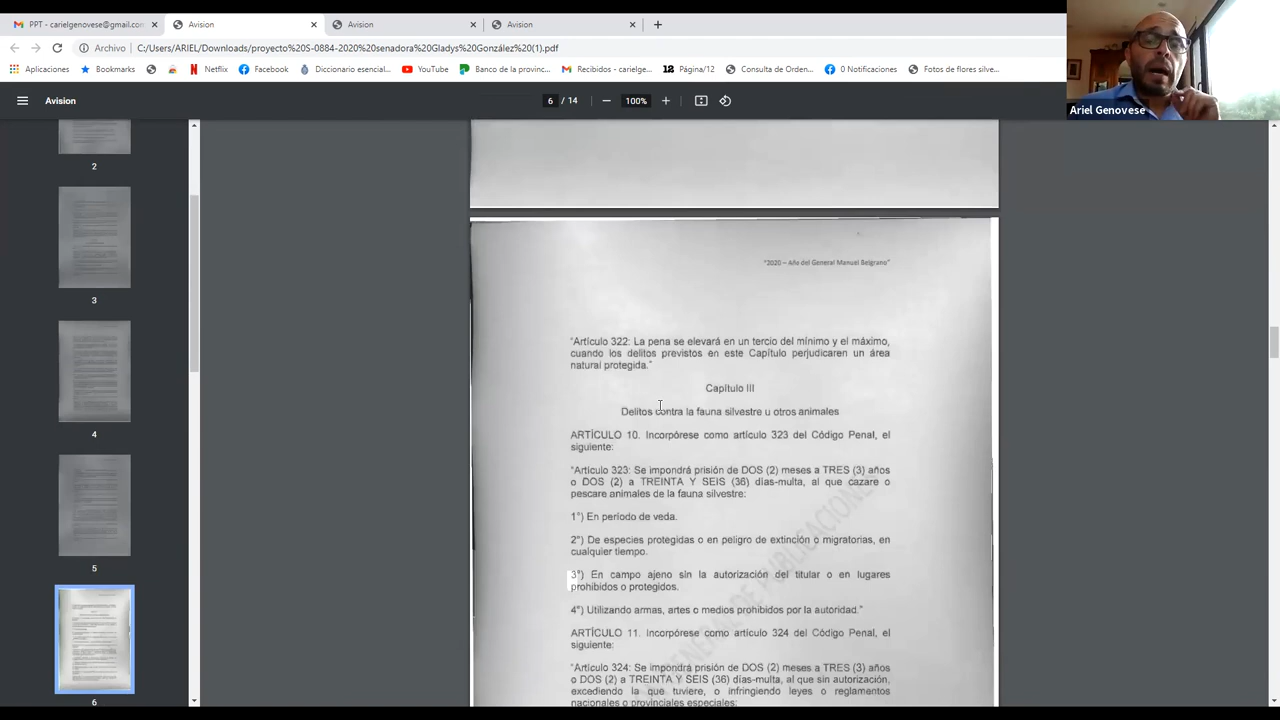 PPT - carielgenovese@gmail.com
Avision
Avision
Avision
Archivo
C:/Users/ARIEL/Downloads/proyecto%20S-0884-2020%20senadora%20Gladys%20González%20(1).pdf
Aplicaciones
Bookmarks
Netflix
Facebook
Diccionario esencial...
YouTube
Banco de la provinc...
Recibidos - carielge...
12 Página/12
Consulta de Orden...
0 Notificaciones
Fotos de flores silve...
Ariel Genovese
Avision
6 / 14
100%
2
3
4
5
6
"2020 – Año del General Manuel Belgrano"
"Artículo 322: La pena se elevará en un tercio del mínimo y el máximo,
cuando los delitos previstos en este Capítulo perjudicaren un área
natural protegida."
Capítulo III
Delitos contra la fauna silvestre u otros animales
ARTÍCULO 10. Incorpórese como artículo 323 del Código Penal, el
siguiente:
"Artículo 323: Se impondrá prisión de DOS (2) meses a TRES (3) años
o DOS (2) a TREINTA Y SEIS (36) días-multa, al que cazare o
pescare animales de la fauna silvestre:
1°) En período de veda.
2°) De especies protegidas o en peligro de extinción o migratorias, en
cualquier tiempo.
3°) En campo ajeno sin la autorización del titular o en lugares
prohibidos o protegidos.
4°) Utilizando armas, artes o medios prohibidos por la autoridad."
ARTÍCULO 11. Incorpórese como artículo 324 del Código Penal, el
siguiente:
"Artículo 324: Se impondrá prisión de DOS (2) meses a TRES (3) años
o DOS (2) a TREINTA Y SEIS (36) días-multa, al que sin autorización,
excediendo la que tuviere, o infringiendo leyes o reglamentos
nacionales o provinciales especiales: